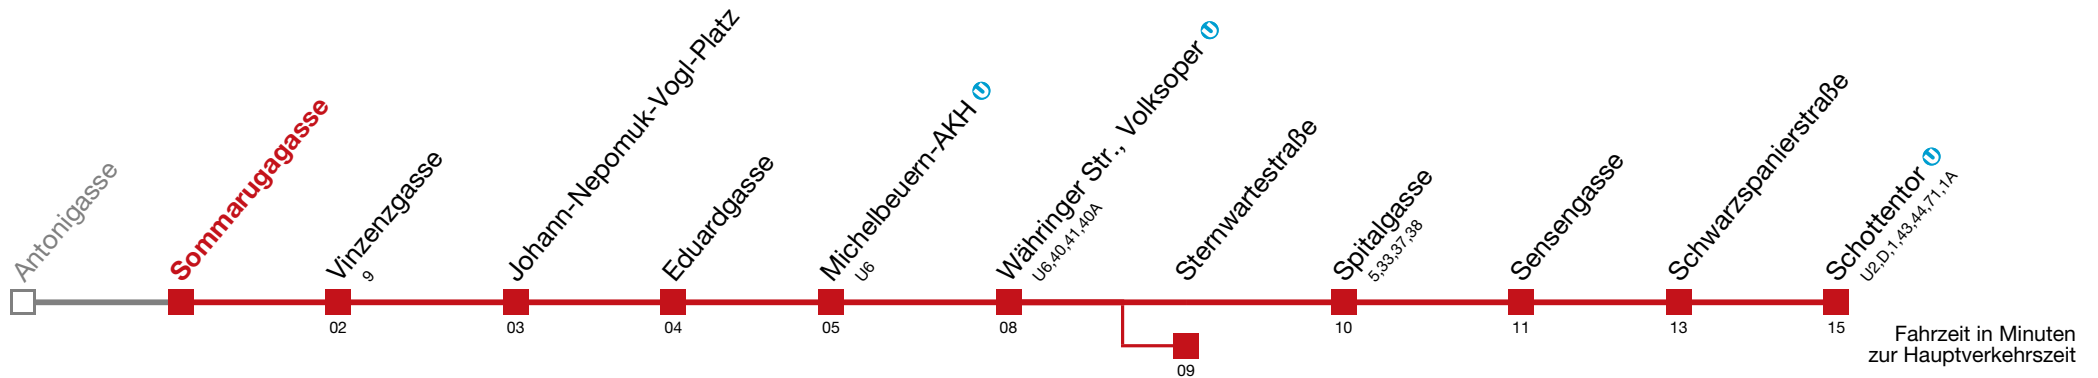 Antonigasse
Sommarugagasse
Vinzenzgasse
9
Johann-Nepomuk-Vogl-Platz
Eduardgasse
Michelbeuern-AKH U
U6
Währinger Str., Volksoper U
U6,40,41,40A
Sternwartestraße
Spitalgasse
5,33,37,38
Sensengasse
Schwarzspanierstraße
Schottentor U
U2,D,1,43,44,71,1A
02
03
04
05
08
09
10
11
13
15
Fahrzeit in Minuten
zur Hauptverkehrszeit